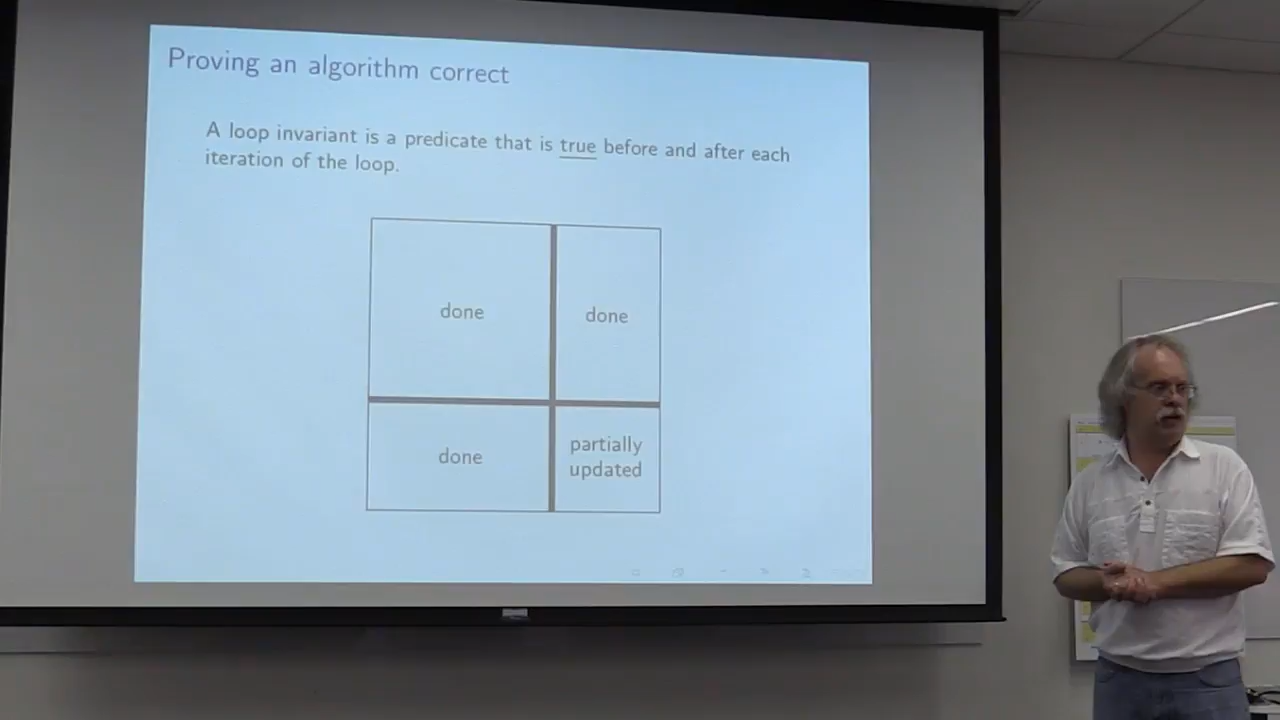 Proving an algorithm correct
A loop invariant is a predicate that is true before and after each
iteration of the loop.
done
done
done
partially
updated